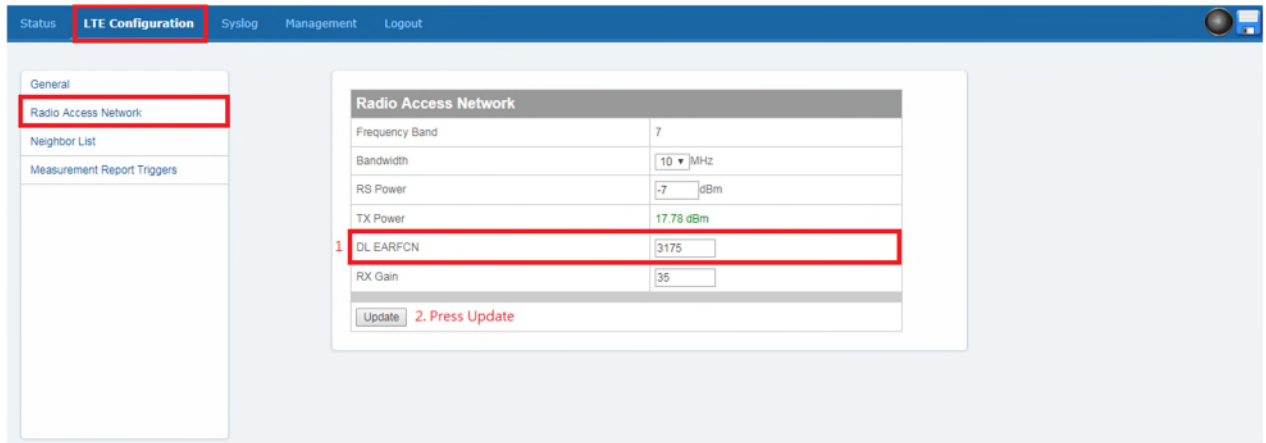 Status LTE Configuration Syslog Management Logout
General
Radio Access Network
Neighbor List
Measurement Report Triggers
Radio Access Network
Frequency Band 7
Bandwidth 10 MHz
RS Power -7 dBm
TX Power 17.78 dBm
1 DL EARFCN 3175
RX Gain 35
Update 2. Press Update